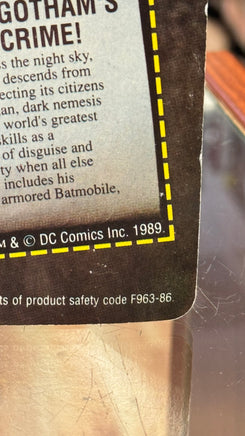 GOTHAM'S
CRIME!
s the night sky,
descends from
ecting its citizens
an, dark nemesis
world's greatest
skills as a
of disguise and
ty when all else
includes his
armored Batmobile,
TM & © DC Comics Inc. 1989.
ts of product safety code F963-86.